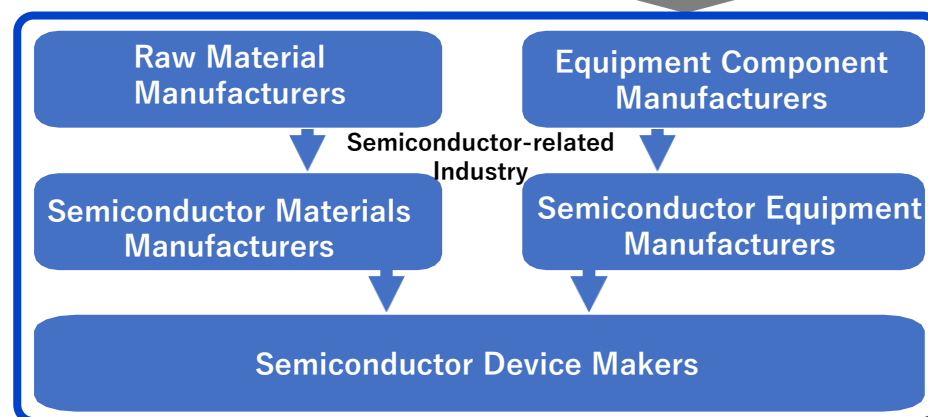 Raw Material
Manufacturers
Equipment Component
Manufacturers
Semiconductor-related
Industry
Semiconductor Materials
Manufacturers
Semiconductor Equipment
Manufacturers
Semiconductor Device Makers